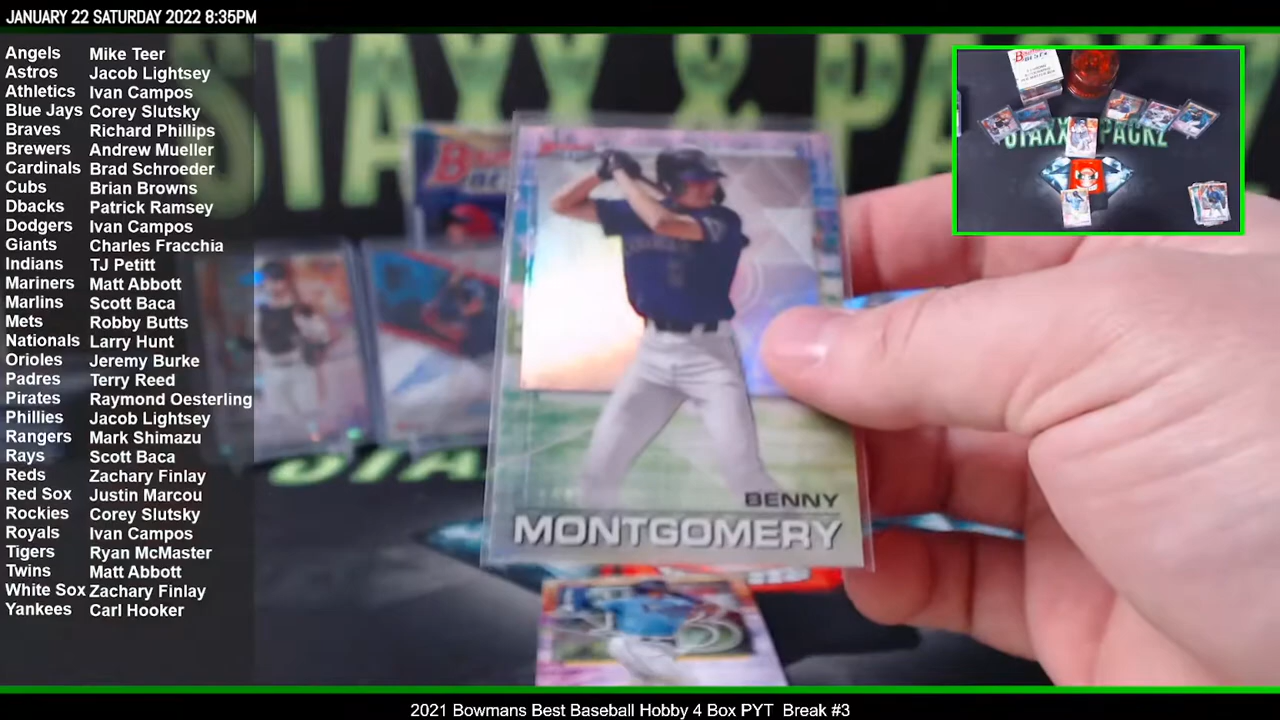 JANUARY 22 SATURDAY 2022 8:35PM
Angels Mike Teer
Astros Jacob Lightsey
Athletics Ivan Campos
Blue Jays Corey Slutsky
Braves Richard Phillips
Brewers Andrew Mueller
Cardinals Brad Schroeder
Cubs Brian Browns
Dbacks Patrick Ramsey
Dodgers Ivan Campos
Giants Charles Fracchia
Indians TJ Petitt
Mariners Matt Abbott
Marlins Scott Baca
Mets Robby Butts
Nationals Larry Hunt
Orioles Jeremy Burke
Padres Terry Reed
Pirates Raymond Oesterling
Phillies Jacob Lightsey
Rangers Mark Shimazu
Rays Scott Baca
Reds Zachary Finlay
Red Sox Justin Marcou
Rockies Corey Slutsky
Royals Ivan Campos
Tigers Ryan McMaster
Twins Matt Abbott
White Sox Zachary Finlay
Yankees Carl Hooker
STAXX & PACKZ
BENNY
MONTGOMERY
STAXX PACKZ
2021 Bowmans Best Baseball Hobby 4 Box PYT Break #3